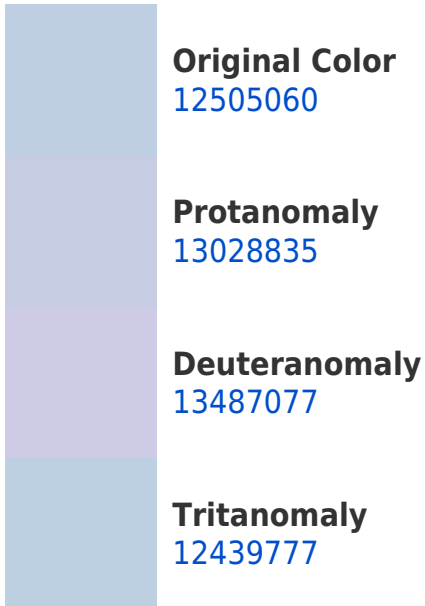 Original Color
12505060
Protanomaly
13028835
Deuteranomaly
13487077
Tritanomaly
12439777